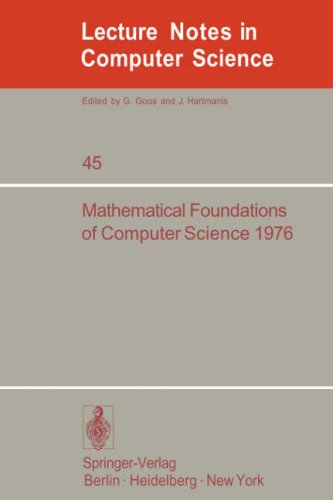 Lecture Notes in
Computer Science
Edited by G. Goos and J. Hartmanis
45
Mathematical Foundations
of Computer Science 1976
Springer-Verlag
Berlin · Heidelberg · New York